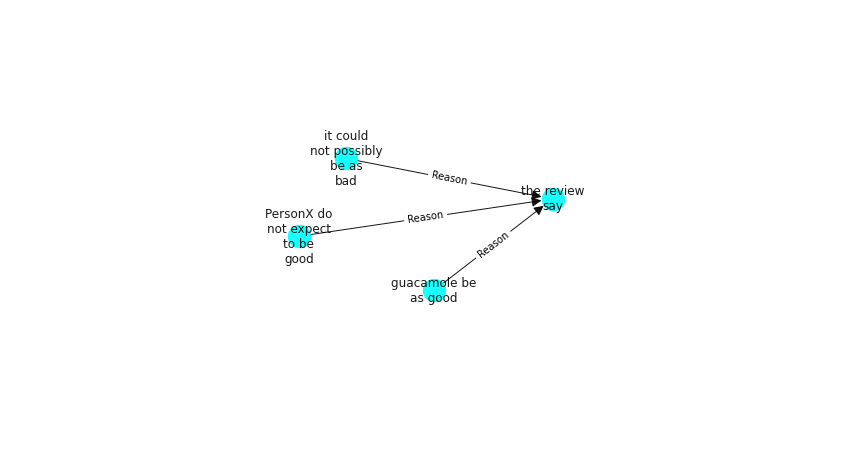 it could
not possibly
be as
bad
Reason
the review
say
PersonX do
not expect
to be
good
Reason
Reason
guacamole be
as good